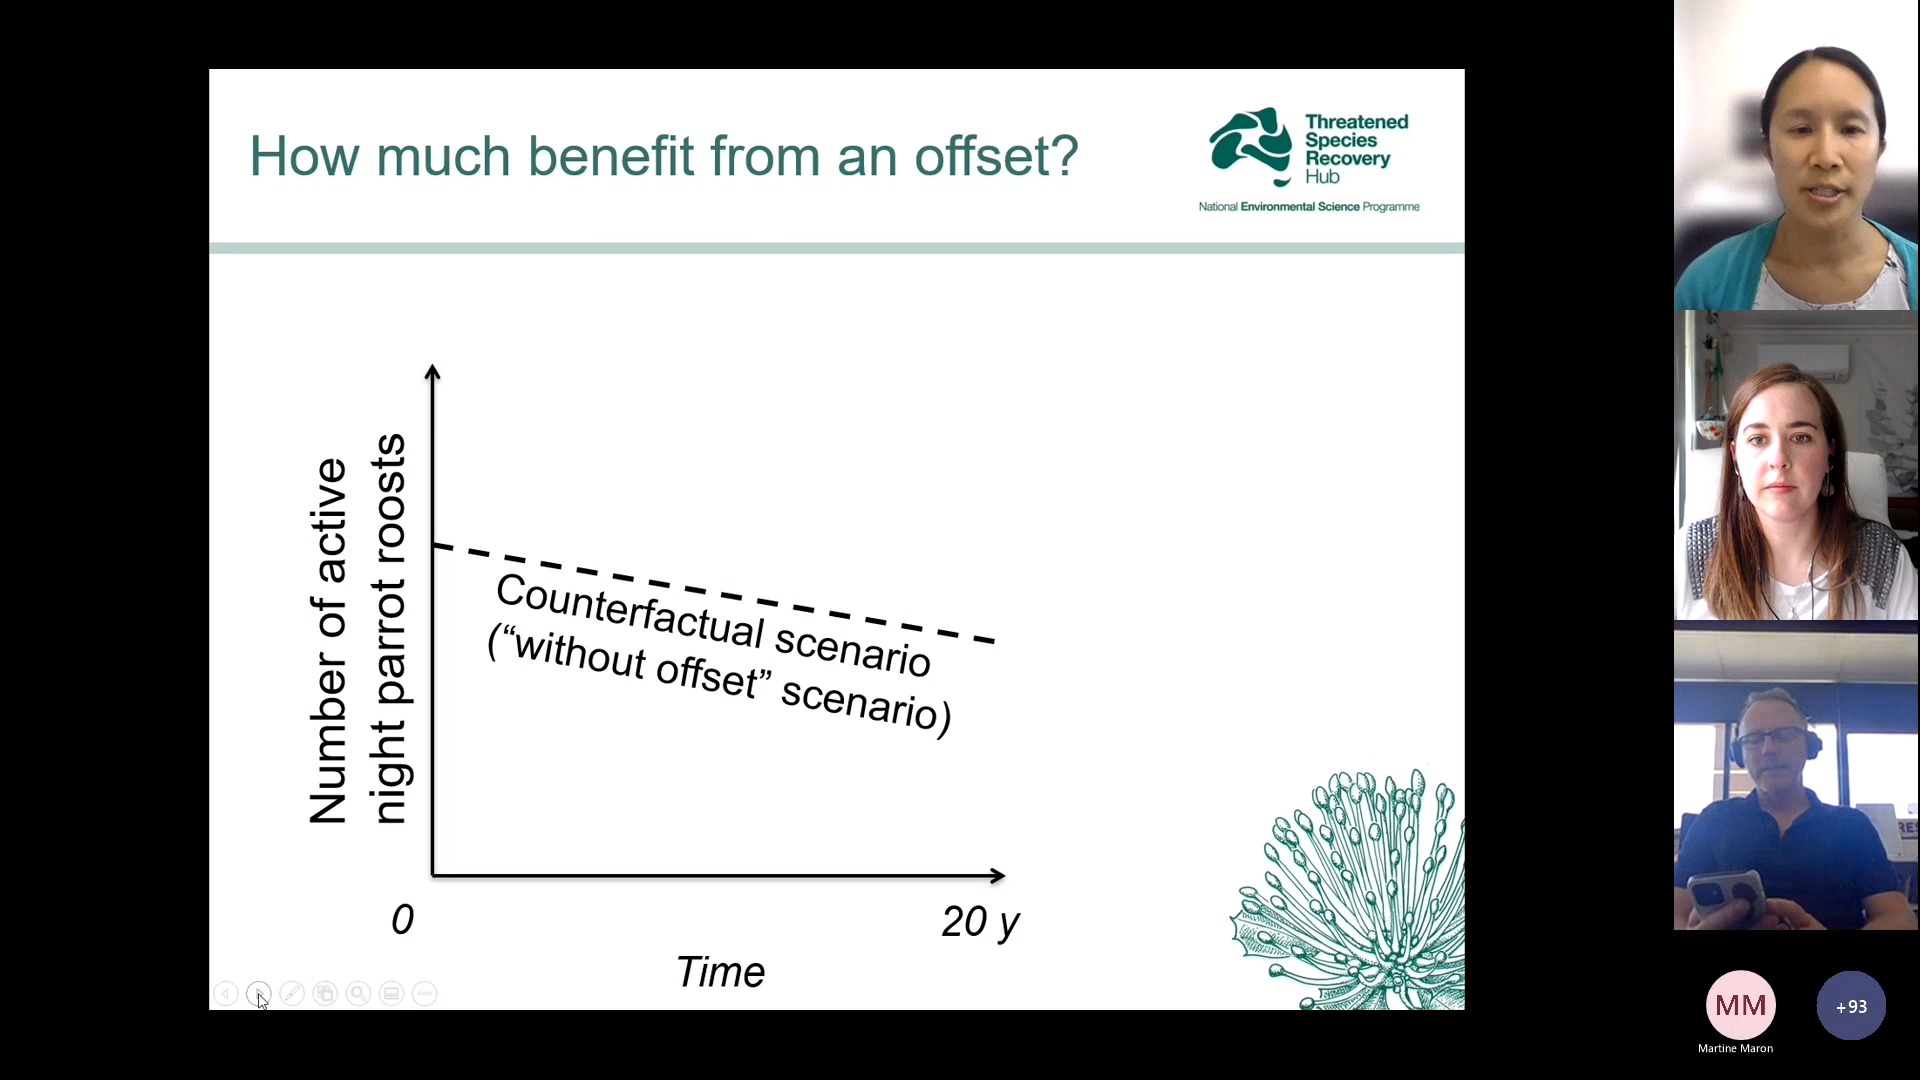 How much benefit from an offset?
Threatened
Species
Recovery
Hub
National Environmental Science Programme
Number of active
night parrot roosts
Counterfactual scenario
(“without offset” scenario)
0
20 y
Time
RES
MM
+93
Martine Maron